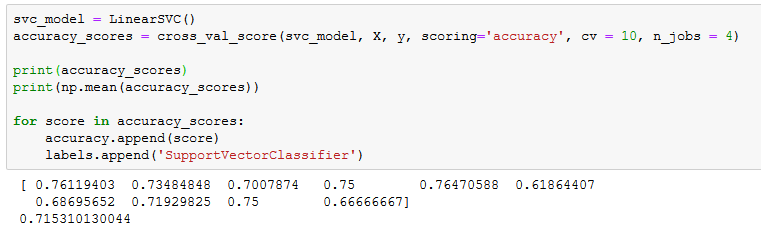 svc_model = LinearSVC()
accuracy_scores = cross_val_score(svc_model, X, y, scoring='accuracy', cv = 10, n_jobs = 4)
print(accuracy_scores)
print(np.mean(accuracy_scores))
for score in accuracy_scores:
    accuracy.append(score)
    labels.append('SupportVectorClassifier')
[ 0.76119403  0.73484848  0.7007874   0.75        0.76470588  0.61864407
  0.68695652  0.71929825  0.75        0.66666667]
0.715310130044